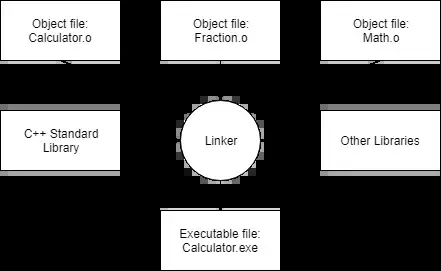 Object file:
Calculator.o
Object file:
Fraction.o
Object file:
Math.o
C++ Standard
Library
Linker
Other Libraries
Executable file:
Calculator.exe